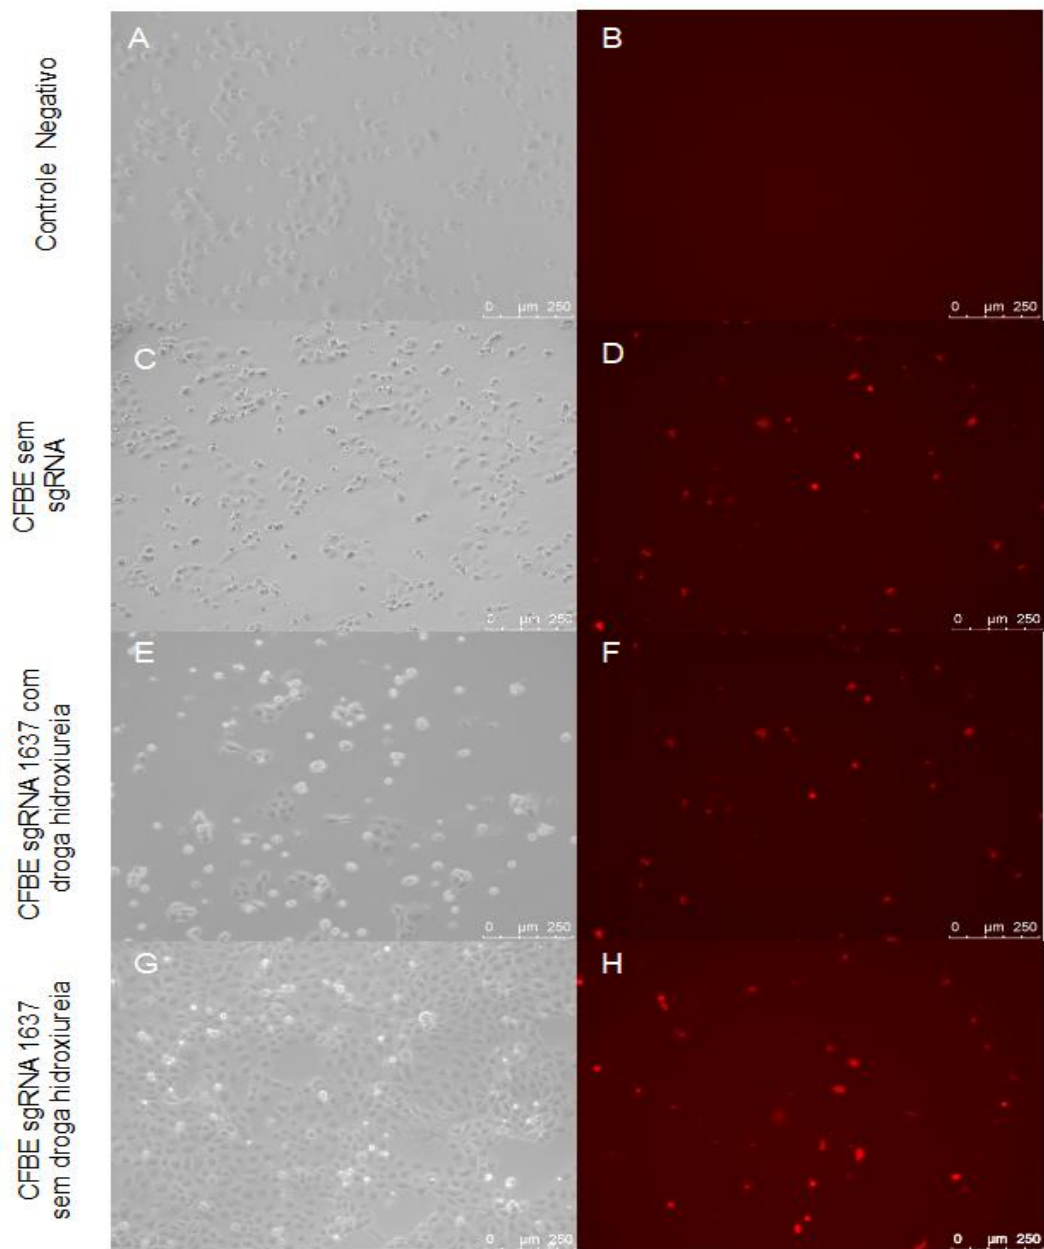 Controle Negativo
A
B
0 µm 250
0 µm 250
CFBE sem
sgRNA
C
D
0 µm 250
0 µm 250
CFBE sgRNA 1637 com
droga hidroxiureia
E
F
0 µm 250
0 µm 250
CFBE sgRNA 1637
sem droga hidroxiureia
G
H
0 µm 250
0 µm 250